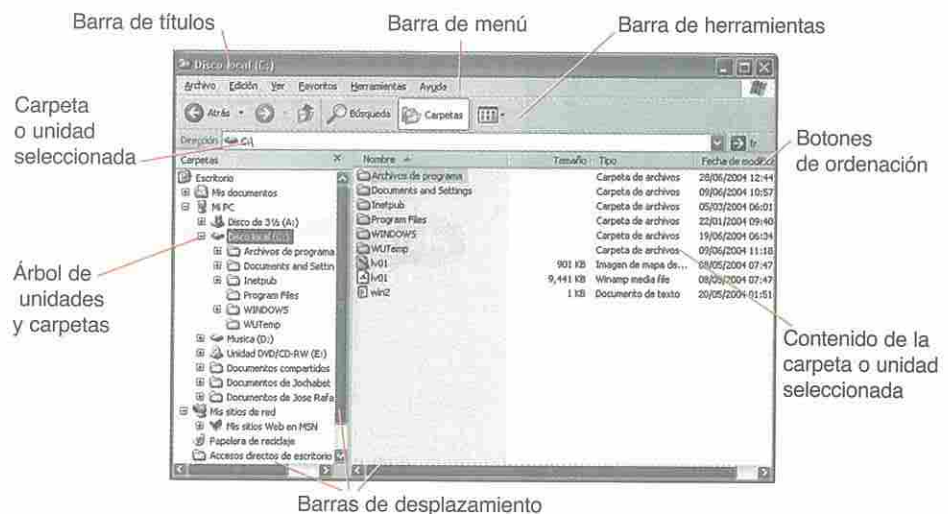 Barra de títulos
Barra de menú
Barra de herramientas
Disco local (C:)
Archivo Edición Ver Favoritos Herramientas Ayuda
Carpeta
o unidad
seleccionada
Atrás Búsqueda Carpetas
Dirección C:\ Ir
Botones
de ordenación
Carpetas × Nombre Tamaño Tipo Fecha de modific
Escritorio
Mis documentos
Mi PC
Disco de 3½ (A:)
Disco local (C:)
Archivos de programa
Documents and Settin
Inetpub
Program Files
WINDOWS
WUTemp
Musica (D:)
Unidad DVD/CD-RW (E:)
Documentos compartidos
Documentos de Jochabet
Documentos de Jose Rafa
Mis sitios de red
Mis sitios Web en MSN
Papelera de reciclaje
Accesos directos de escritorio
Archivos de programa Carpeta de archivos 28/06/2004 12:44
Documents and Settings Carpeta de archivos 09/06/2004 10:57
Inetpub Carpeta de archivos 05/03/2004 06:01
Program Files Carpeta de archivos 22/01/2004 09:40
WINDOWS Carpeta de archivos 19/06/2004 06:34
WUTemp Carpeta de archivos 09/06/2004 11:18
lv01 901 KB Imagen de mapa de... 08/05/2004 07:47
lv01 9,441 KB Winamp media file 07:47
win2 1 KB Documento de texto 20/05/2004 01:51
Árbol de
unidades
y carpetas
Contenido de la
carpeta o unidad
seleccionada
Barras de desplazamiento